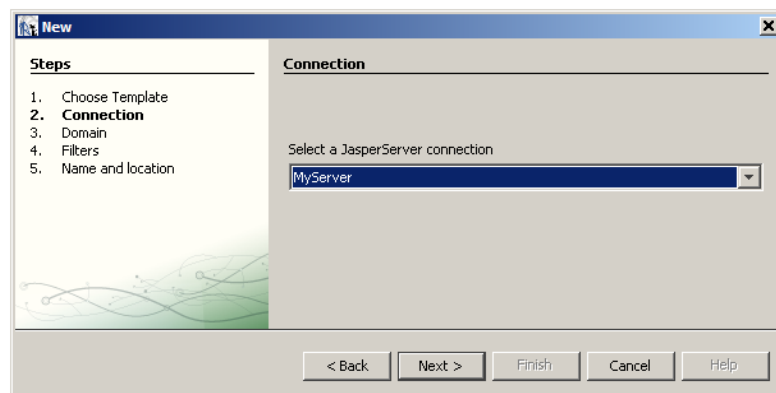 New
Steps
1. Choose Template
2. Connection
3. Domain
4. Filters
5. Name and location
Connection
Select a JasperServer connection
MyServer
< Back Next > Finish Cancel Help